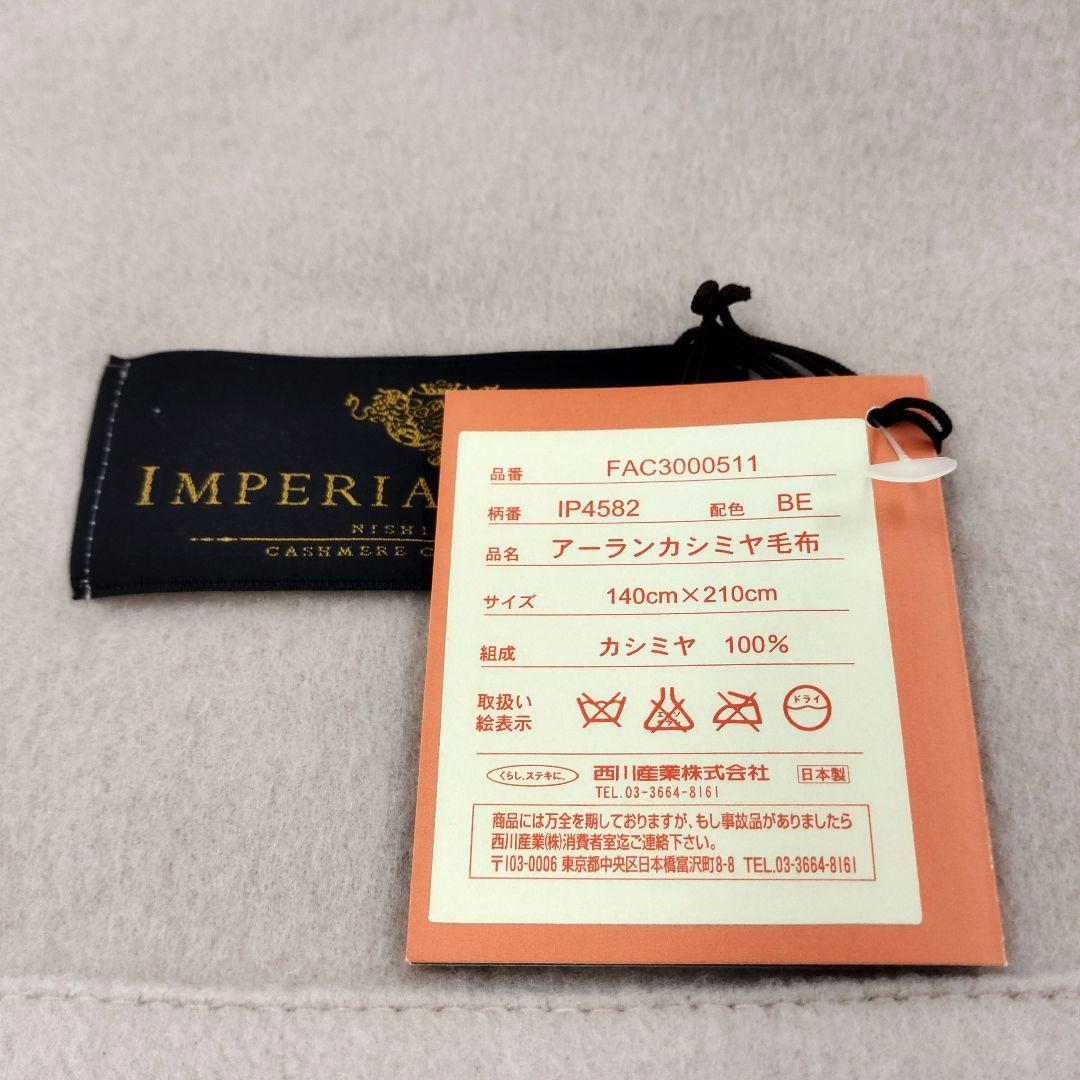 IMPERIA
NISHI
CASHMERE C
品番 FAC3000511
柄番 IP4582 配色 BE
品名 アーランカシミヤ毛布
サイズ 140cm×210cm
組成 カシミヤ 100%
取扱い
絵表示
エンソサラシ
ドライ
くらし、ステキに。 西川産業株式会社 日本製
TEL.03-3664-8161
商品には万全を期しておりますが、もし事故品がありましたら
西川産業(株)消費者室迄ご連絡下さい。
〒103-0006 東京都中央区日本橋富沢町8-8 TEL.03-3664-8161